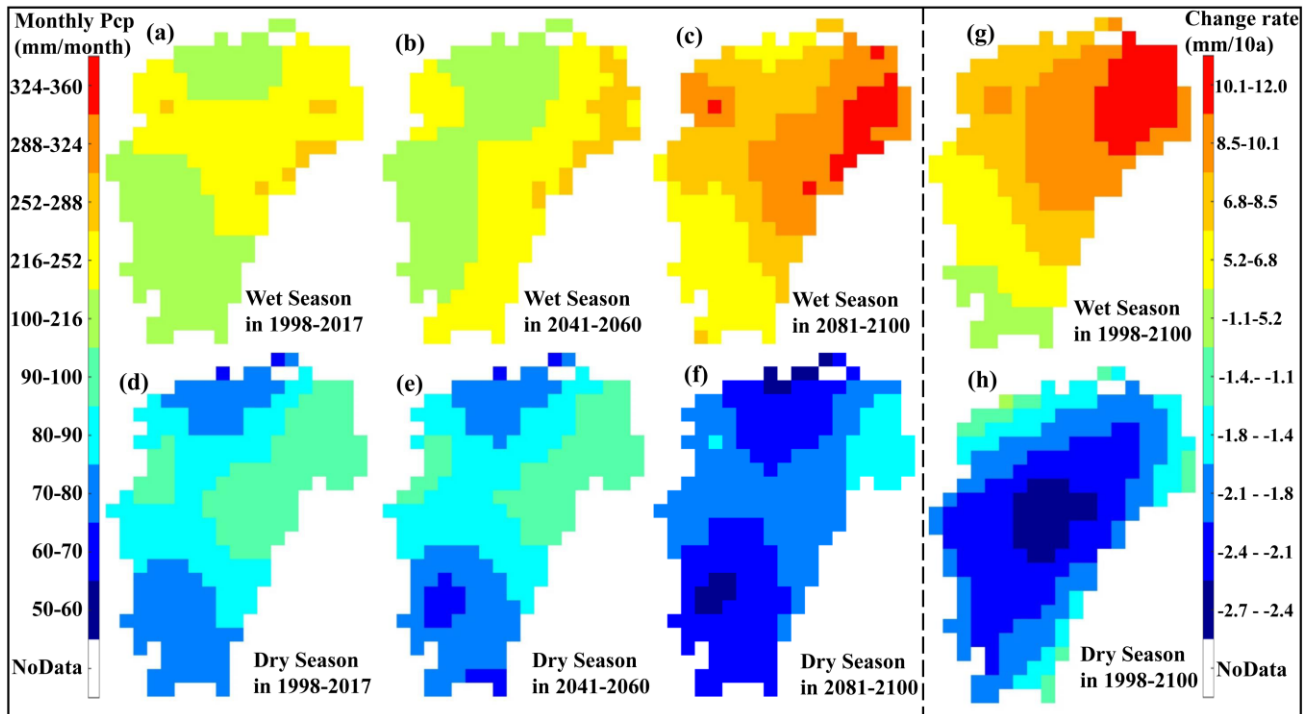 Monthly Pcp
(mm/month)
324-360
288-324
252-288
216-252
100-216
90-100
80-90
70-80
60-70
50-60
NoData
(a)
Wet Season
in 1998-2017
(b)
Wet Season
in 2041-2060
(c)
Wet Season
in 2081-2100
(d)
Dry Season
in 1998-2017
(e)
Dry Season
in 2041-2060
(f)
Dry Season
in 2081-2100
(g)
Wet Season
in 1998-2100
(h)
Dry Season
in 1998-2100
Change rate
(mm/10a)
10.1-12.0
8.5-10.1
6.8-8.5
5.2-6.8
-1.1-5.2
-1.4- -1.1
-1.8 - -1.4
-2.1 - -1.8
-2.4 - -2.1
-2.7 - -2.4
NoData